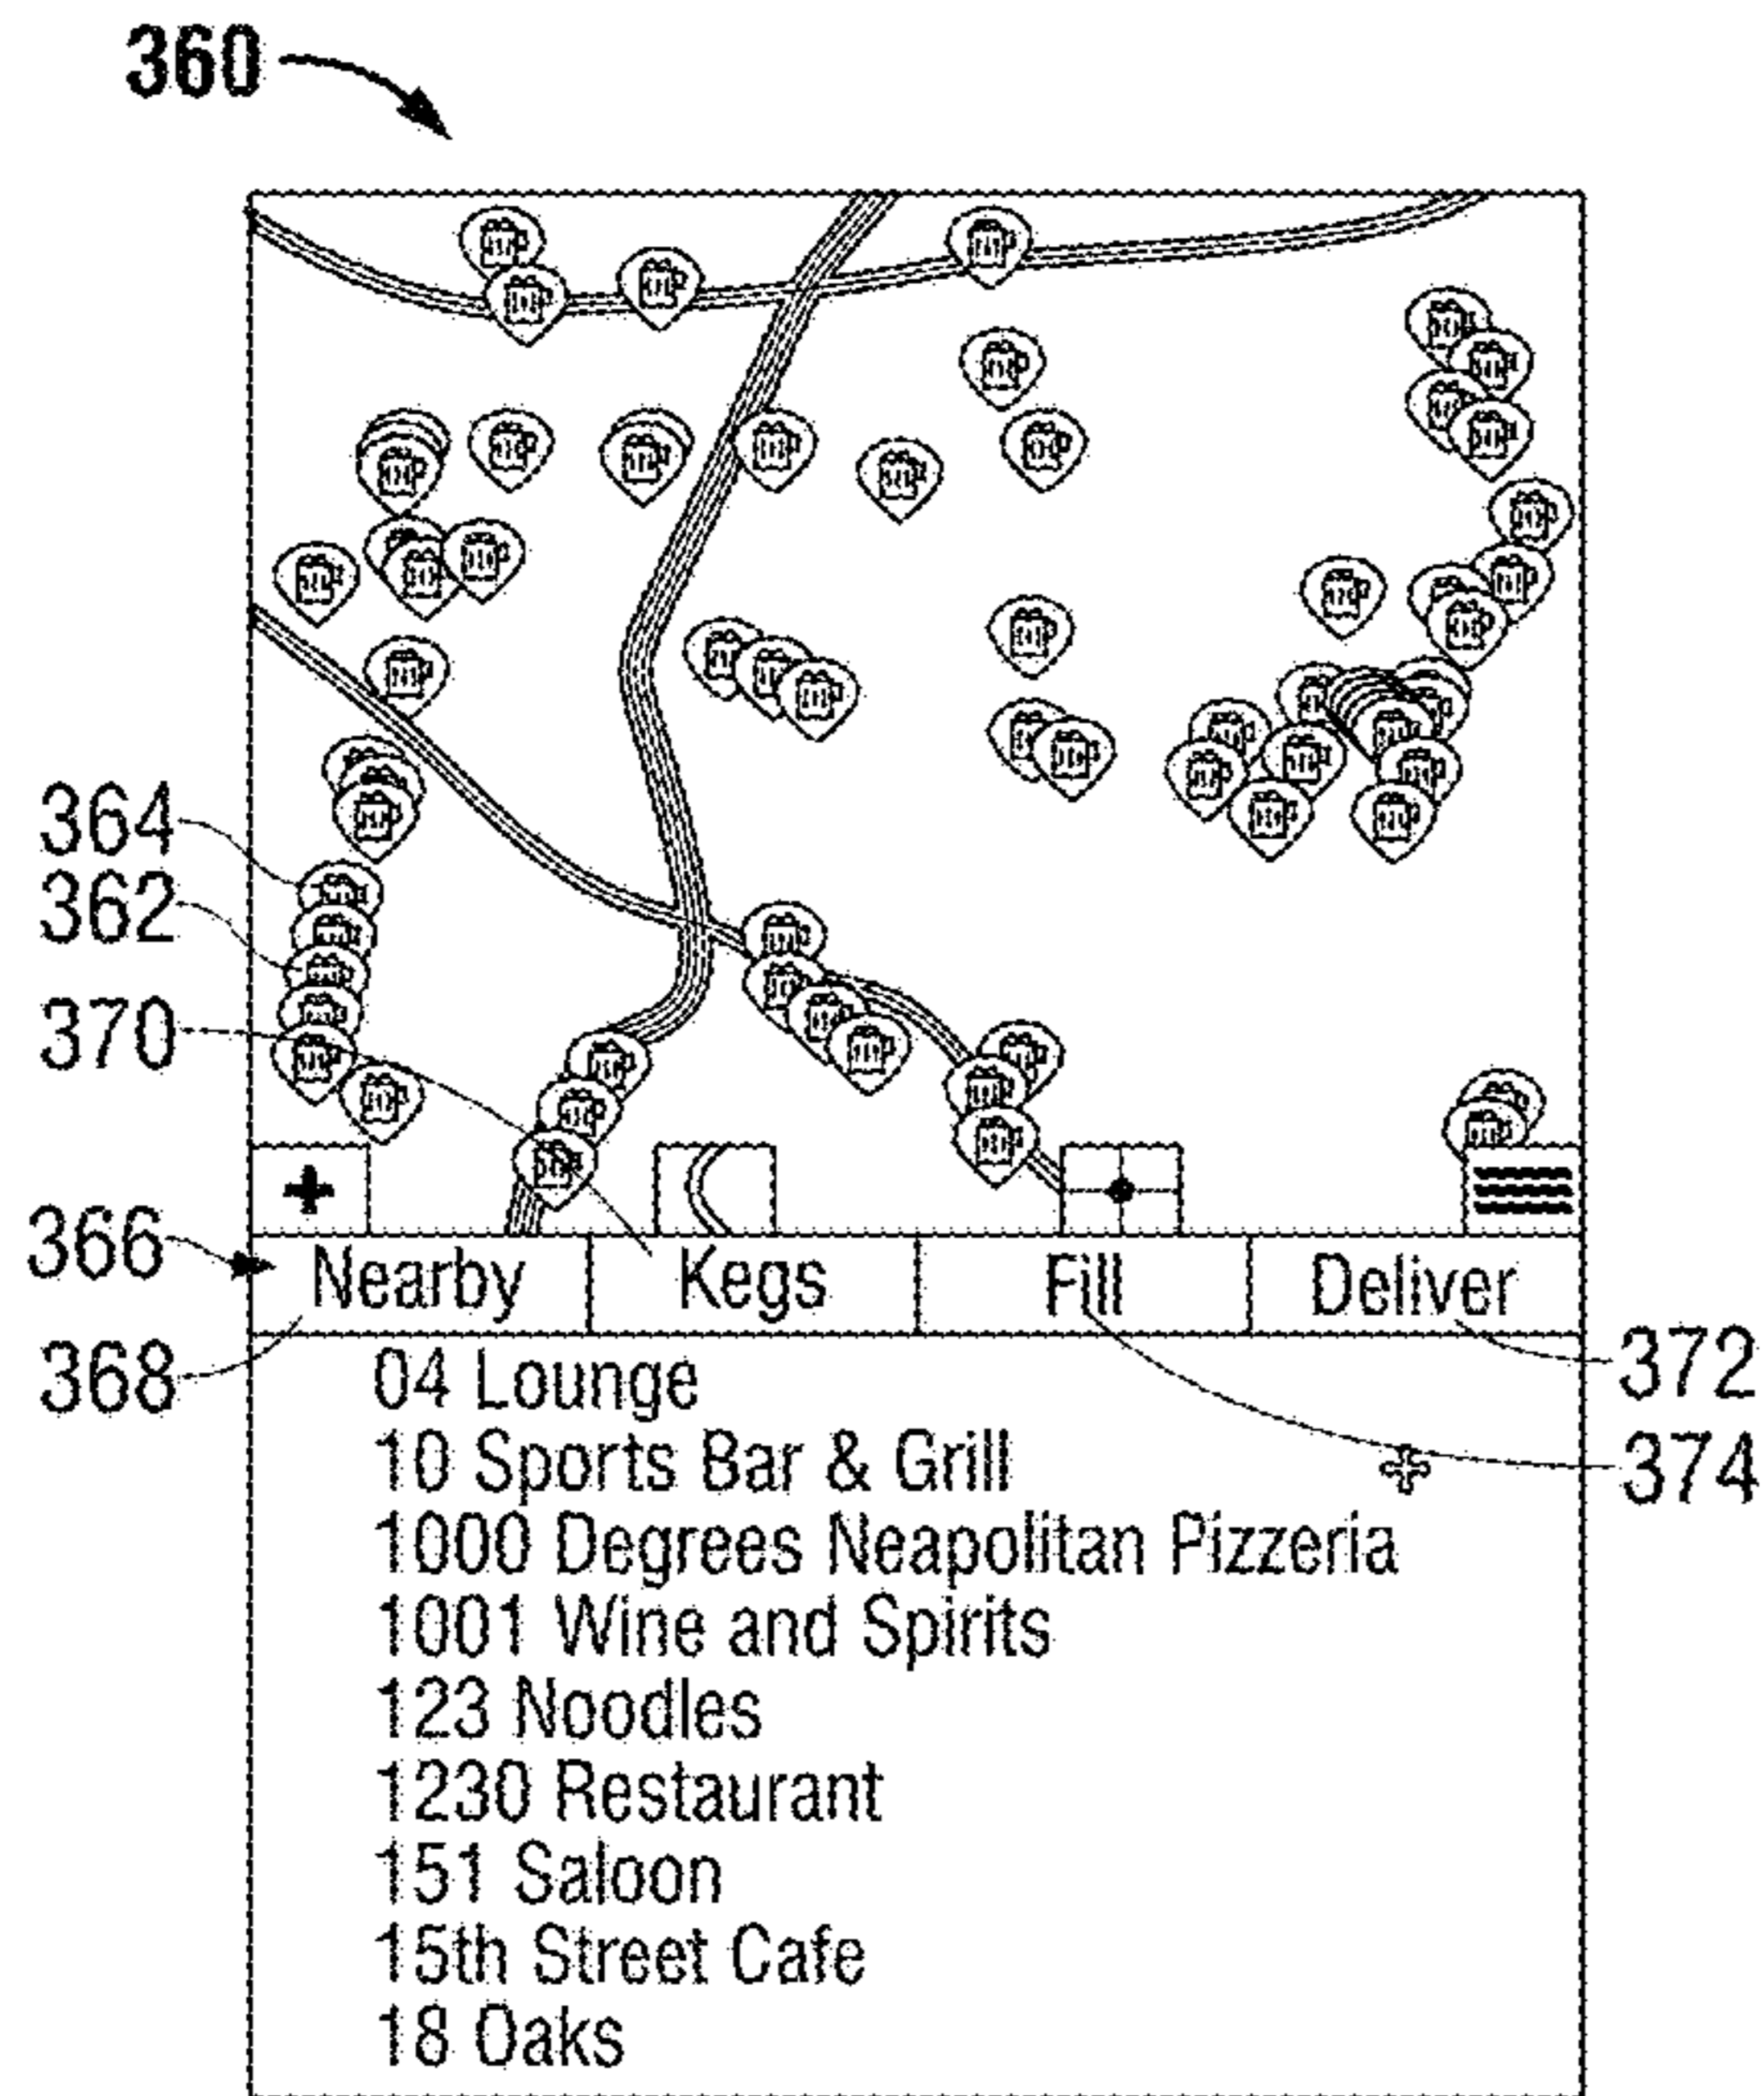 360
364
362
370
366
Nearby Kegs Fill Deliver
368
372
04 Lounge
10 Sports Bar & Grill
374
1000 Degrees Neapolitan Pizzeria
1001 Wine and Spirits
123 Noodles
1230 Restaurant
151 Saloon
15th Street Cafe
18 Oaks